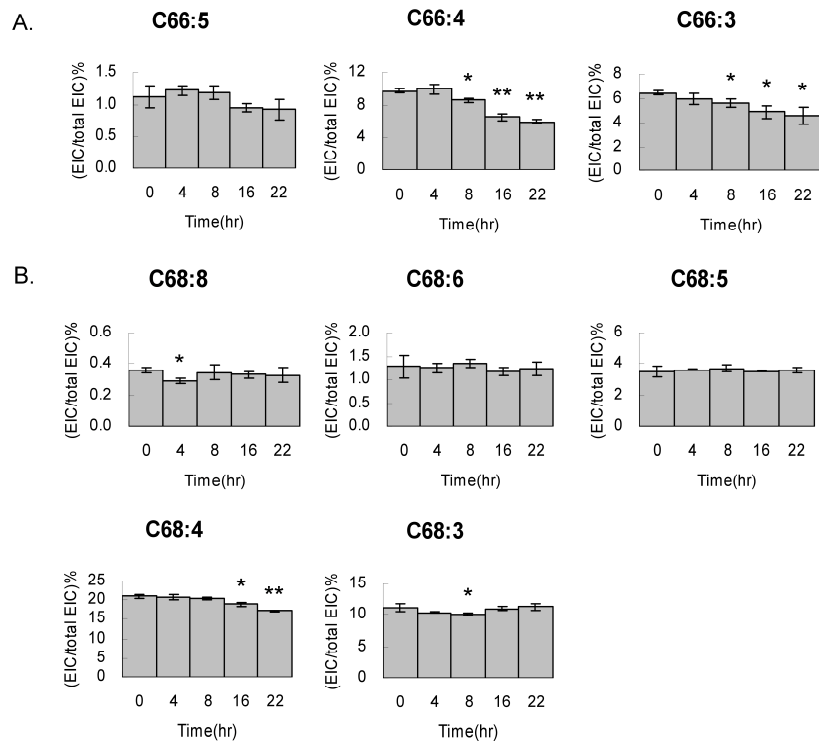 A.
C66:5
(EIC/total EIC)%
1.5
1.0
0.5
0.0
0 4 8 16 22
Time(hr)
C66:4
(EIC/total EIC)%
12
8
4
0
* ** **
0 4 8 16 22
Time(hr)
C66:3
(EIC/total EIC)%
8
6
4
2
0
* * *
0 4 8 16 22
Time(hr)
B.
C68:8
(EIC/total EIC)%
0.6
0.4
0.2
0.0
*
0 4 8 16 22
Time(hr)
C68:6
(EIC/total EIC)%
2.0
1.5
1.0
0.5
0.0
0 4 8 16 22
Time(hr)
C68:5
(EIC/total EIC)%
6
4
2
0
0 4 8 16 22
Time(hr)
C68:4
(EIC/total EIC)%
25
20
15
10
5
0
* **
0 4 8 16 22
Time(hr)
C68:3
(EIC/total EIC)%
15
10
5
0
*
0 4 8 16 22
Time(hr)